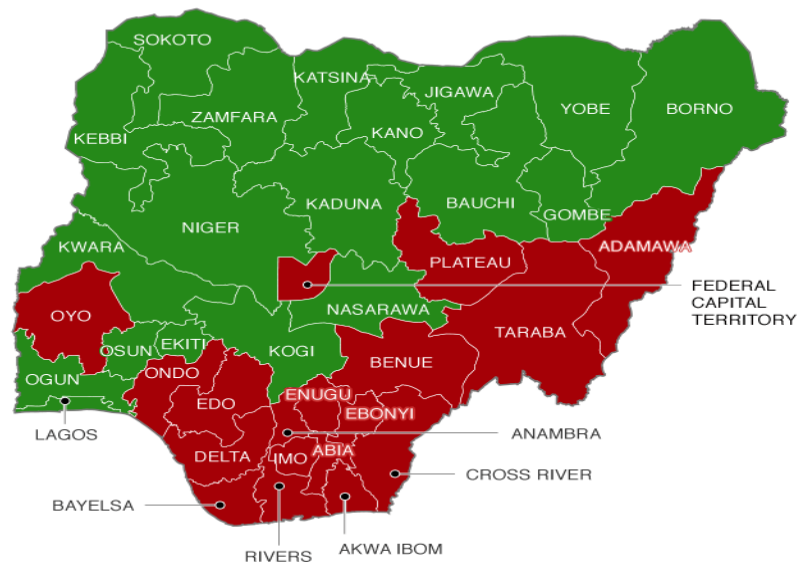 SOKOTO
KATSINA
JIGAWA
ZAMFARA
YOBE
BORNO
KEBBI
KANO
KADUNA
BAUCHI
GOMBE
NIGER
KWARA
PLATEAU
ADAMAWA
FEDERAL
CAPITAL
TERRITORY
OYO
NASARAWA
TARABA
OSUN
EKITI
KOGI
BENUE
OGUN
ONDO
ENUGU
EDO
EBONYI
LAGOS
ANAMBRA
DELTA
IMO
ABIA
CROSS RIVER
BAYELSA
RIVERS
AKWA IBOM